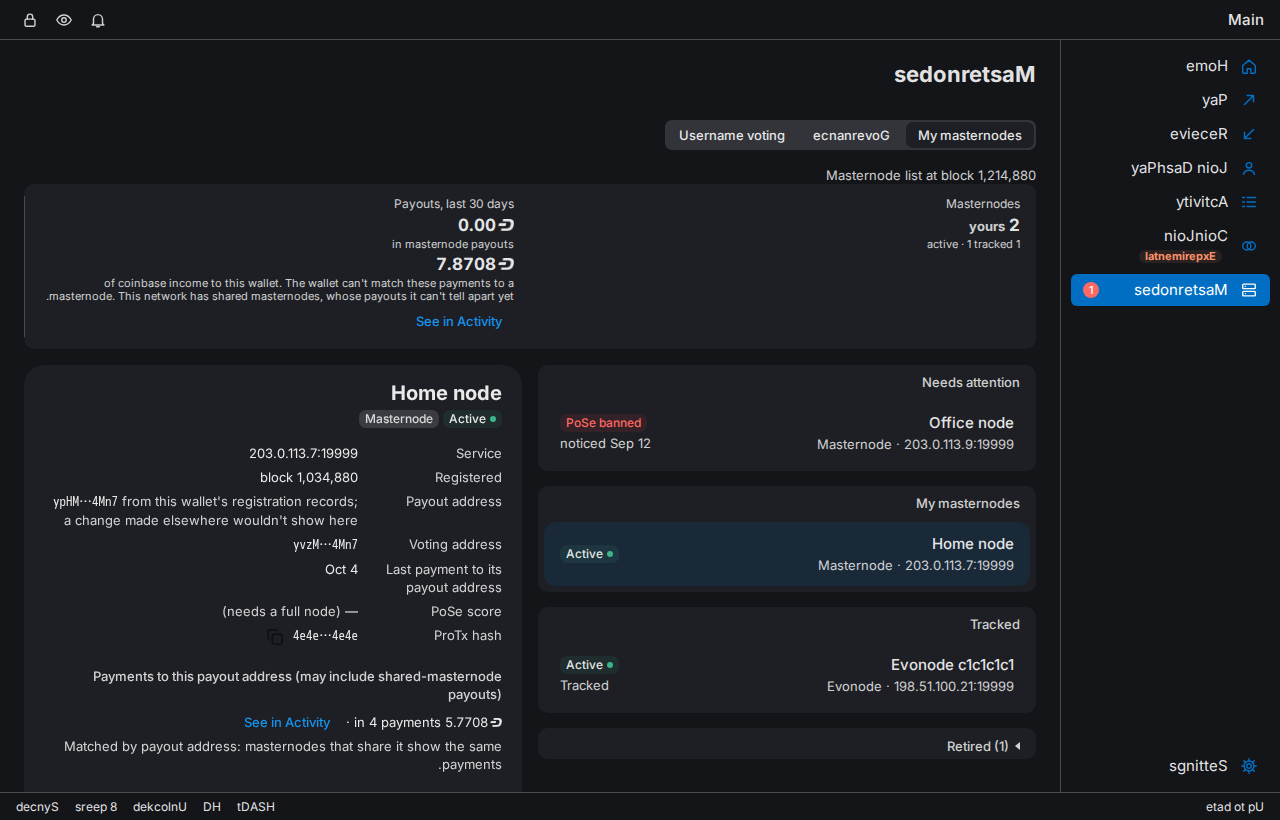 Main
emoH
yaP
evieceR
yaPhsaD nioJ
ytivitcA
nioJnioC
latnemirepxE
sedonretsaM
1
sgnitteS
sedonretsaM
My masternodes
ecnanrevoG
Username voting
Masternode list at block 1,214,880
Masternodes
yours 2
active · 1 tracked 1
Payouts, last 30 days
0.00
in masternode payouts
7.8708
of coinbase income to this wallet. The wallet can't match these payments to a
.masternode. This network has shared masternodes, whose payouts it can't tell apart yet
See in Activity
Needs attention
Office node
PoSe banned
Masternode · 203.0.113.9:19999
noticed Sep 12
My masternodes
Home node
Active
Masternode · 203.0.113.7:19999
Tracked
Evonode c1c1c1c1
Active
Evonode · 198.51.100.21:19999
Tracked
Retired (1)
Home node
Masternode
Active
Service
203.0.113.7:19999
Registered
block 1,034,880
Payout address
ypHM⋯4Mn7 from this wallet's registration records;
a change made elsewhere wouldn't show here
Voting address
yvzM⋯4Mn7
Last payment to its
payout address
Oct 4
PoSe score
(needs a full node) —
ProTx hash
4e4e⋯4e4e
Payments to this payout address (may include shared-masternode
payouts)
· in 4 payments 5.7708
See in Activity
Matched by payout address: masternodes that share it show the same
.payments
decnyS
sreep 8
dekcolnU
DH
tDASH
etad ot pU